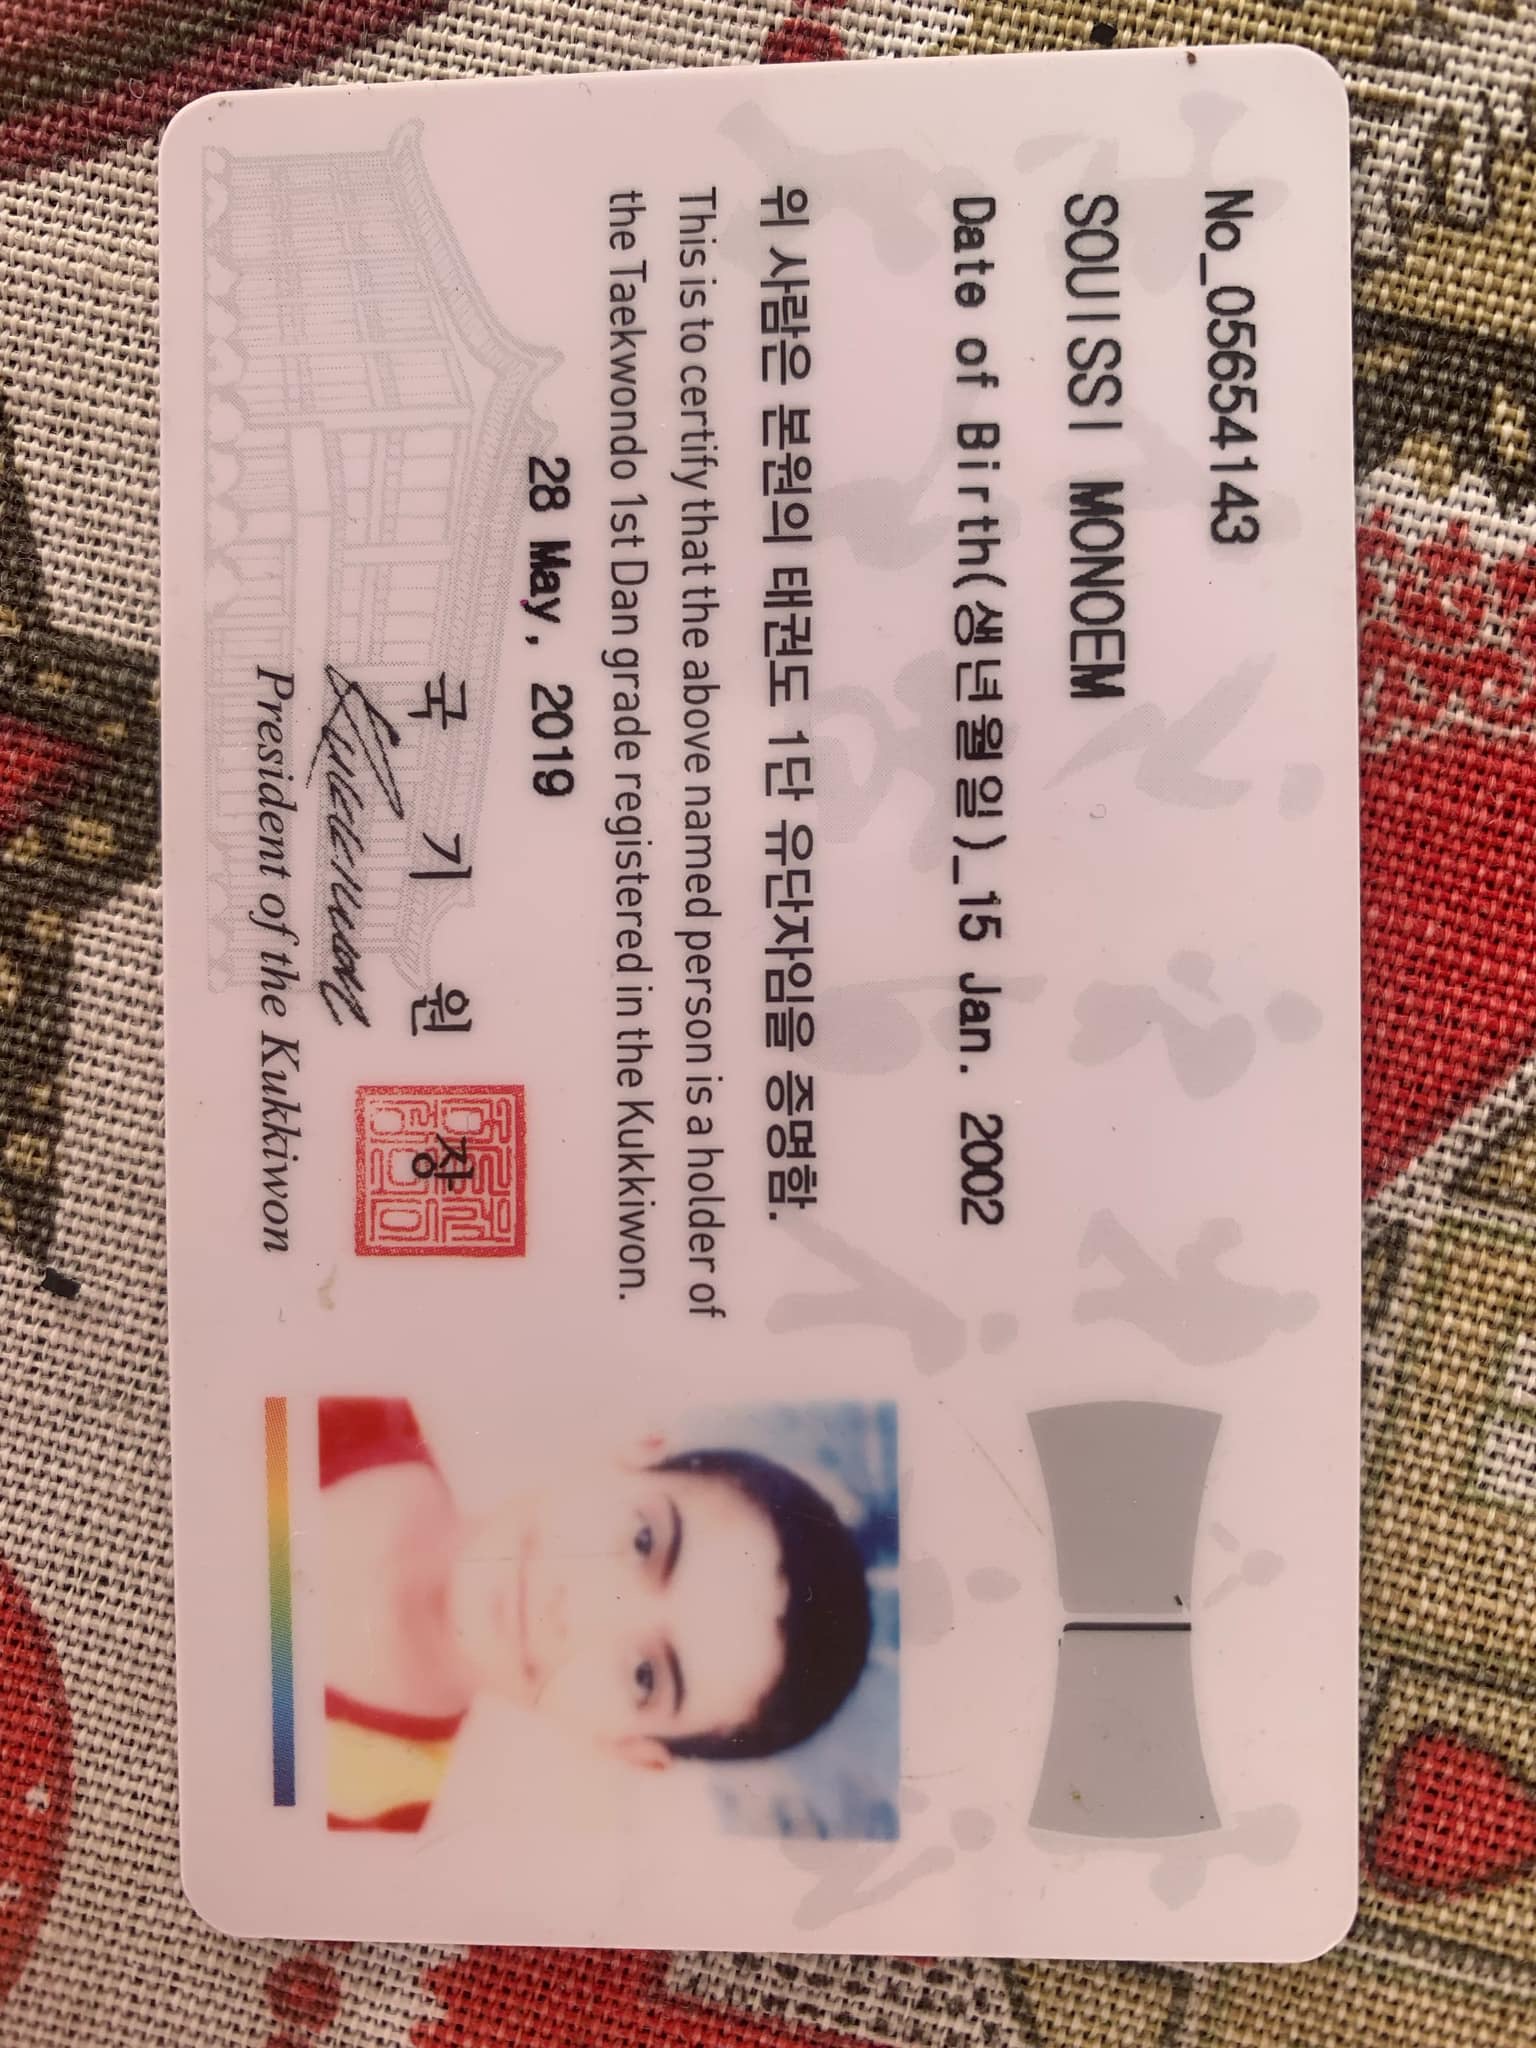 No_05654143
SOUISSI MONOEM
Date of Birth(생년월일)_15 Jan. 2002
위 사람은 본원의 태권도 1단 유단자임을 증명함.
This is to certify that the above named person is a holder of
the Taekwondo 1st Dan grade registered in the Kukkiwon.
28 May, 2019
국 기 원 장
President of the Kukkiwon